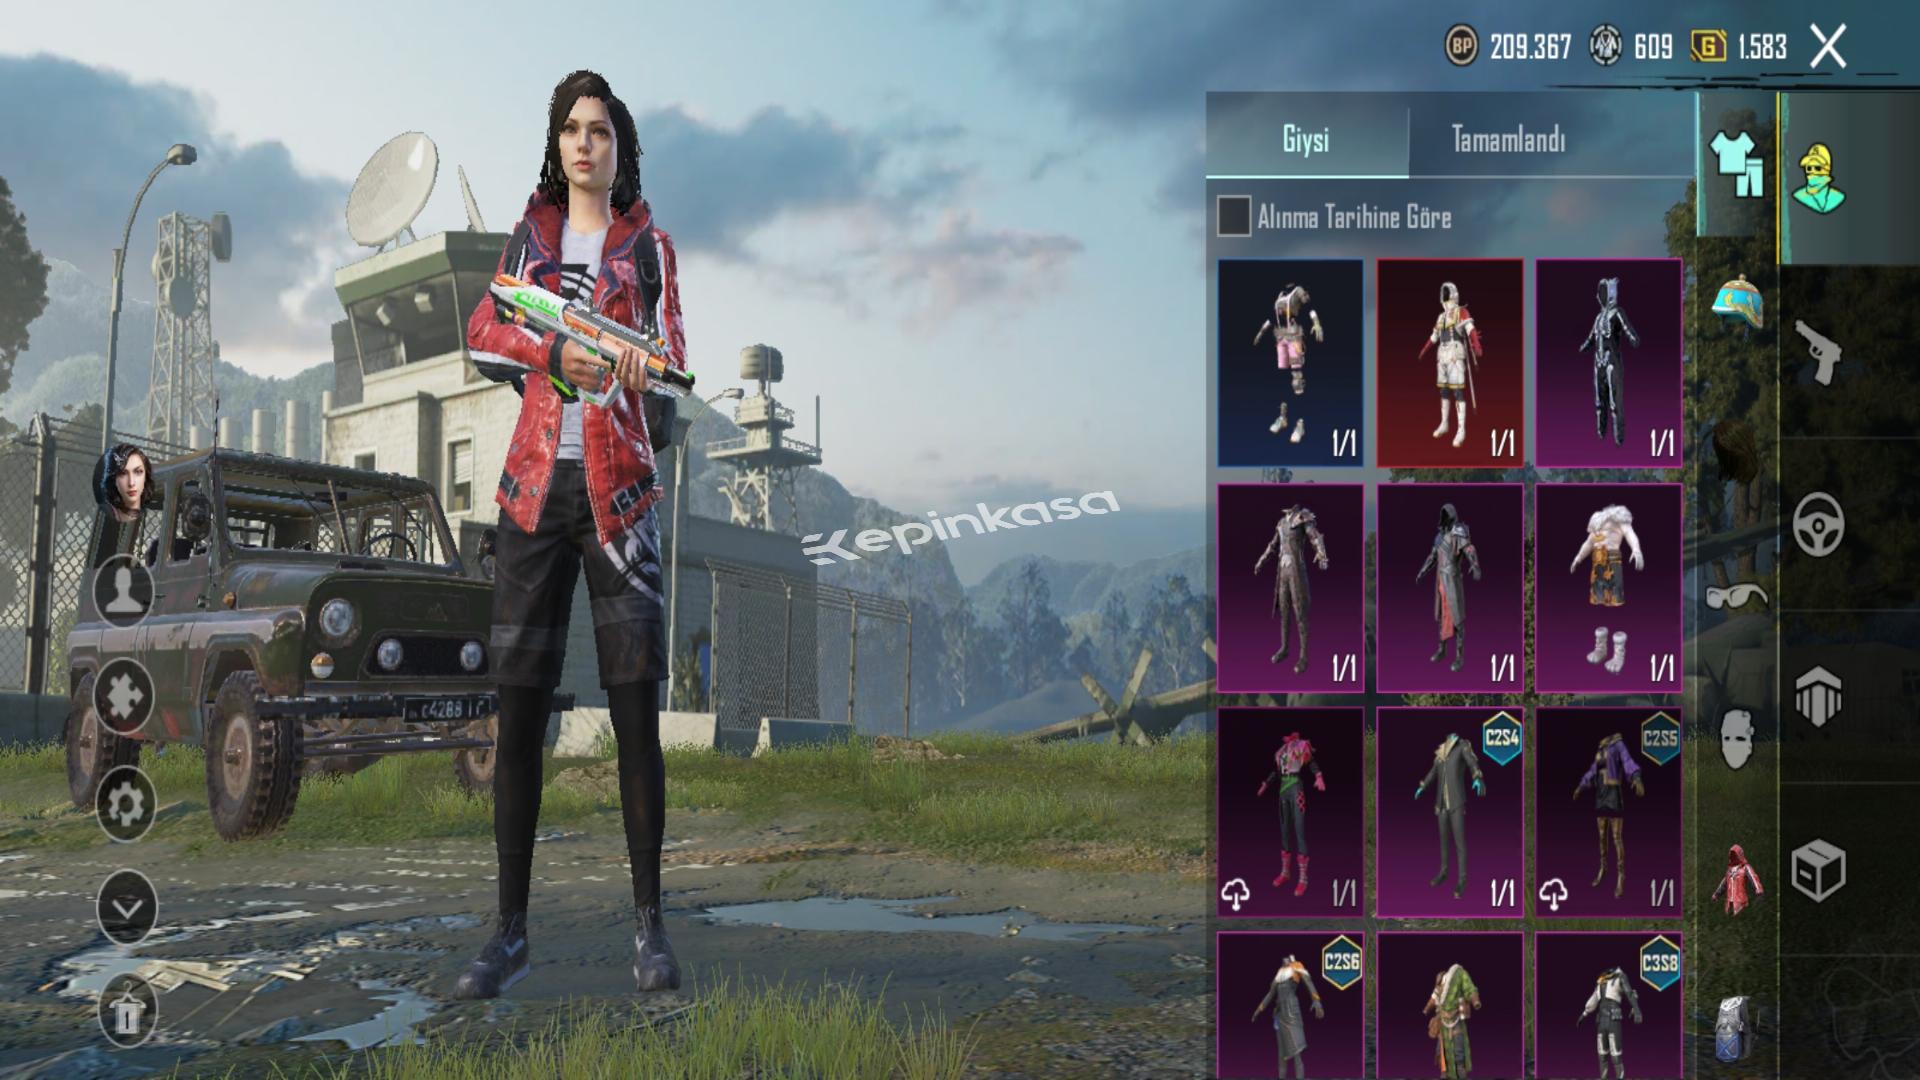 BP 209.367 609 G 1.583
Giysi Tamamlandı
Alınma Tarihine Göre
1/1 1/1 1/1
epinkasa
1/1 1/1 1/1
C2S4 C2S5
1/1 1/1 1/1
C2S6 C3S8